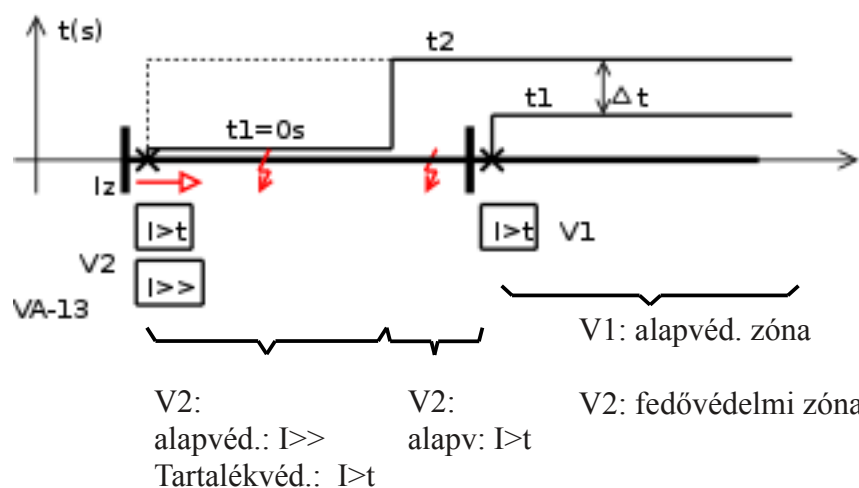 t(s)
t2
t1
Δt
t1=0s
Iz
I>t
I>t
V1
V2
I>>
VA-13
V1: alapvéd. zóna
V2:
alapvéd.: I>>
Tartalékvéd.: I>t
V2:
alapv: I>t
V2: fedővédelmi zóna